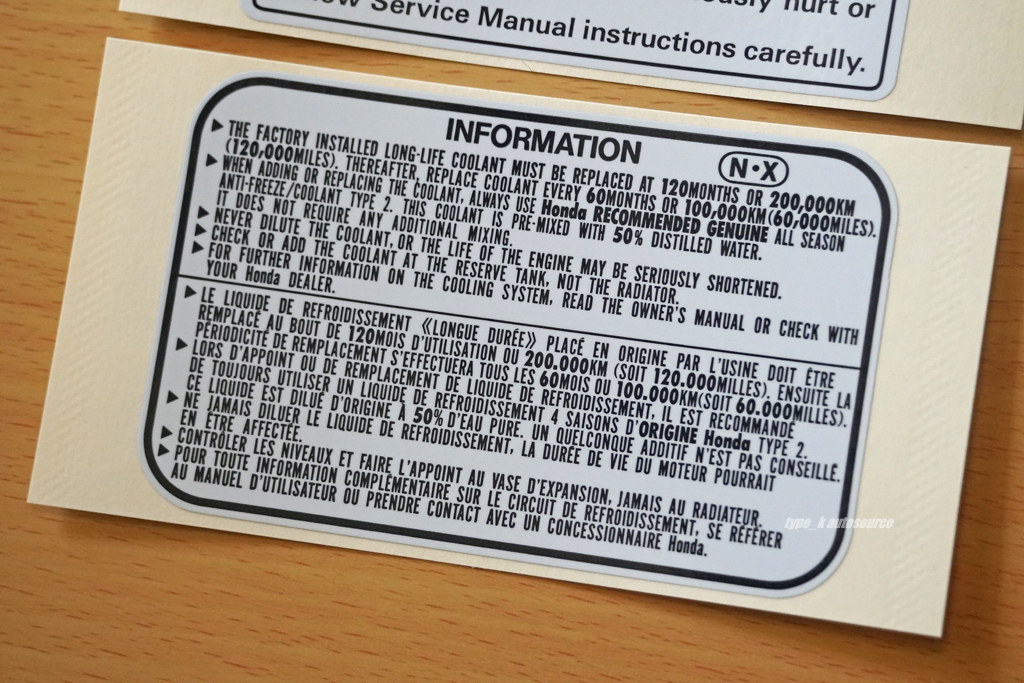 ously hurt or
ow Service Manual instructions carefully.
INFORMATION
N•X
▶ THE FACTORY INSTALLED LONG-LIFE COOLANT MUST BE REPLACED AT 120MONTHS OR 200,000KM
(120,000MILES). THEREAFTER, REPLACE COOLANT EVERY 60MONTHS OR 100,000KM(60,000MILES).
▶ WHEN ADDING OR REPLACING THE COOLANT, ALWAYS USE Honda RECOMMENDED GENUINE ALL SEASON
ANTI-FREEZE/COOLANT TYPE 2. THIS COOLANT IS PRE-MIXED WITH 50% DISTILLED WATER.
IT DOES NOT REQUIRE ANY ADDITIONAL MIXING.
▶ NEVER DILUTE THE COOLANT, OR THE LIFE OF THE ENGINE MAY BE SERIOUSLY SHORTENED.
▶ CHECK OR ADD THE COOLANT AT THE RESERVE TANK, NOT THE RADIATOR.
▶ FOR FURTHER INFORMATION ON THE COOLING SYSTEM, READ THE OWNER'S MANUAL OR CHECK WITH
YOUR Honda DEALER.
▶ LE LIQUIDE DE REFROIDISSEMENT 《LONGUE DURÉE》 PLACÉ EN ORIGINE PAR L'USINE DOIT ÊTRE
REMPLACÉ AU BOUT DE 120MOIS D'UTILISATION OU 200.000KM (SOIT 120.000MILLES). ENSUITE LA
PÉRIODICITÉ DE REMPLACEMENT S'EFFECTUERA TOUS LES 60MOIS OU 100.000KM(SOIT 60.000MILLES).
▶ LORS D'APPOINT OU DE REMPLACEMENT DE LIQUIDE DE REFROIDISSEMENT, IL EST RECOMMANDÉ
DE TOUJOURS UTILISER UN LIQUIDE DE REFROIDISSEMENT 4 SAISONS D'ORIGINE Honda TYPE 2.
CE LIQUIDE EST DILUÉ D'ORIGINE À 50% D'EAU PURE. UN QUELCONQUE ADDITIF N'EST PAS CONSEILLÉ.
▶ NE JAMAIS DILUER LE LIQUIDE DE REFROIDISSEMENT, LA DURÉE DE VIE DU MOTEUR POURRAIT
EN ÊTRE AFFECTÉE.
▶ CONTRÔLER LES NIVEAUX ET FAIRE L'APPOINT AU VASE D'EXPANSION, JAMAIS AU RADIATEUR.
▶ POUR TOUTE INFORMATION COMPLÉMENTAIRE SUR LE CIRCUIT DE REFROIDISSEMENT, SE RÉFÉRER
AU MANUEL D'UTILISATEUR OU PRENDRE CONTACT AVEC UN CONCESSIONNAIRE Honda.
type_k autosource